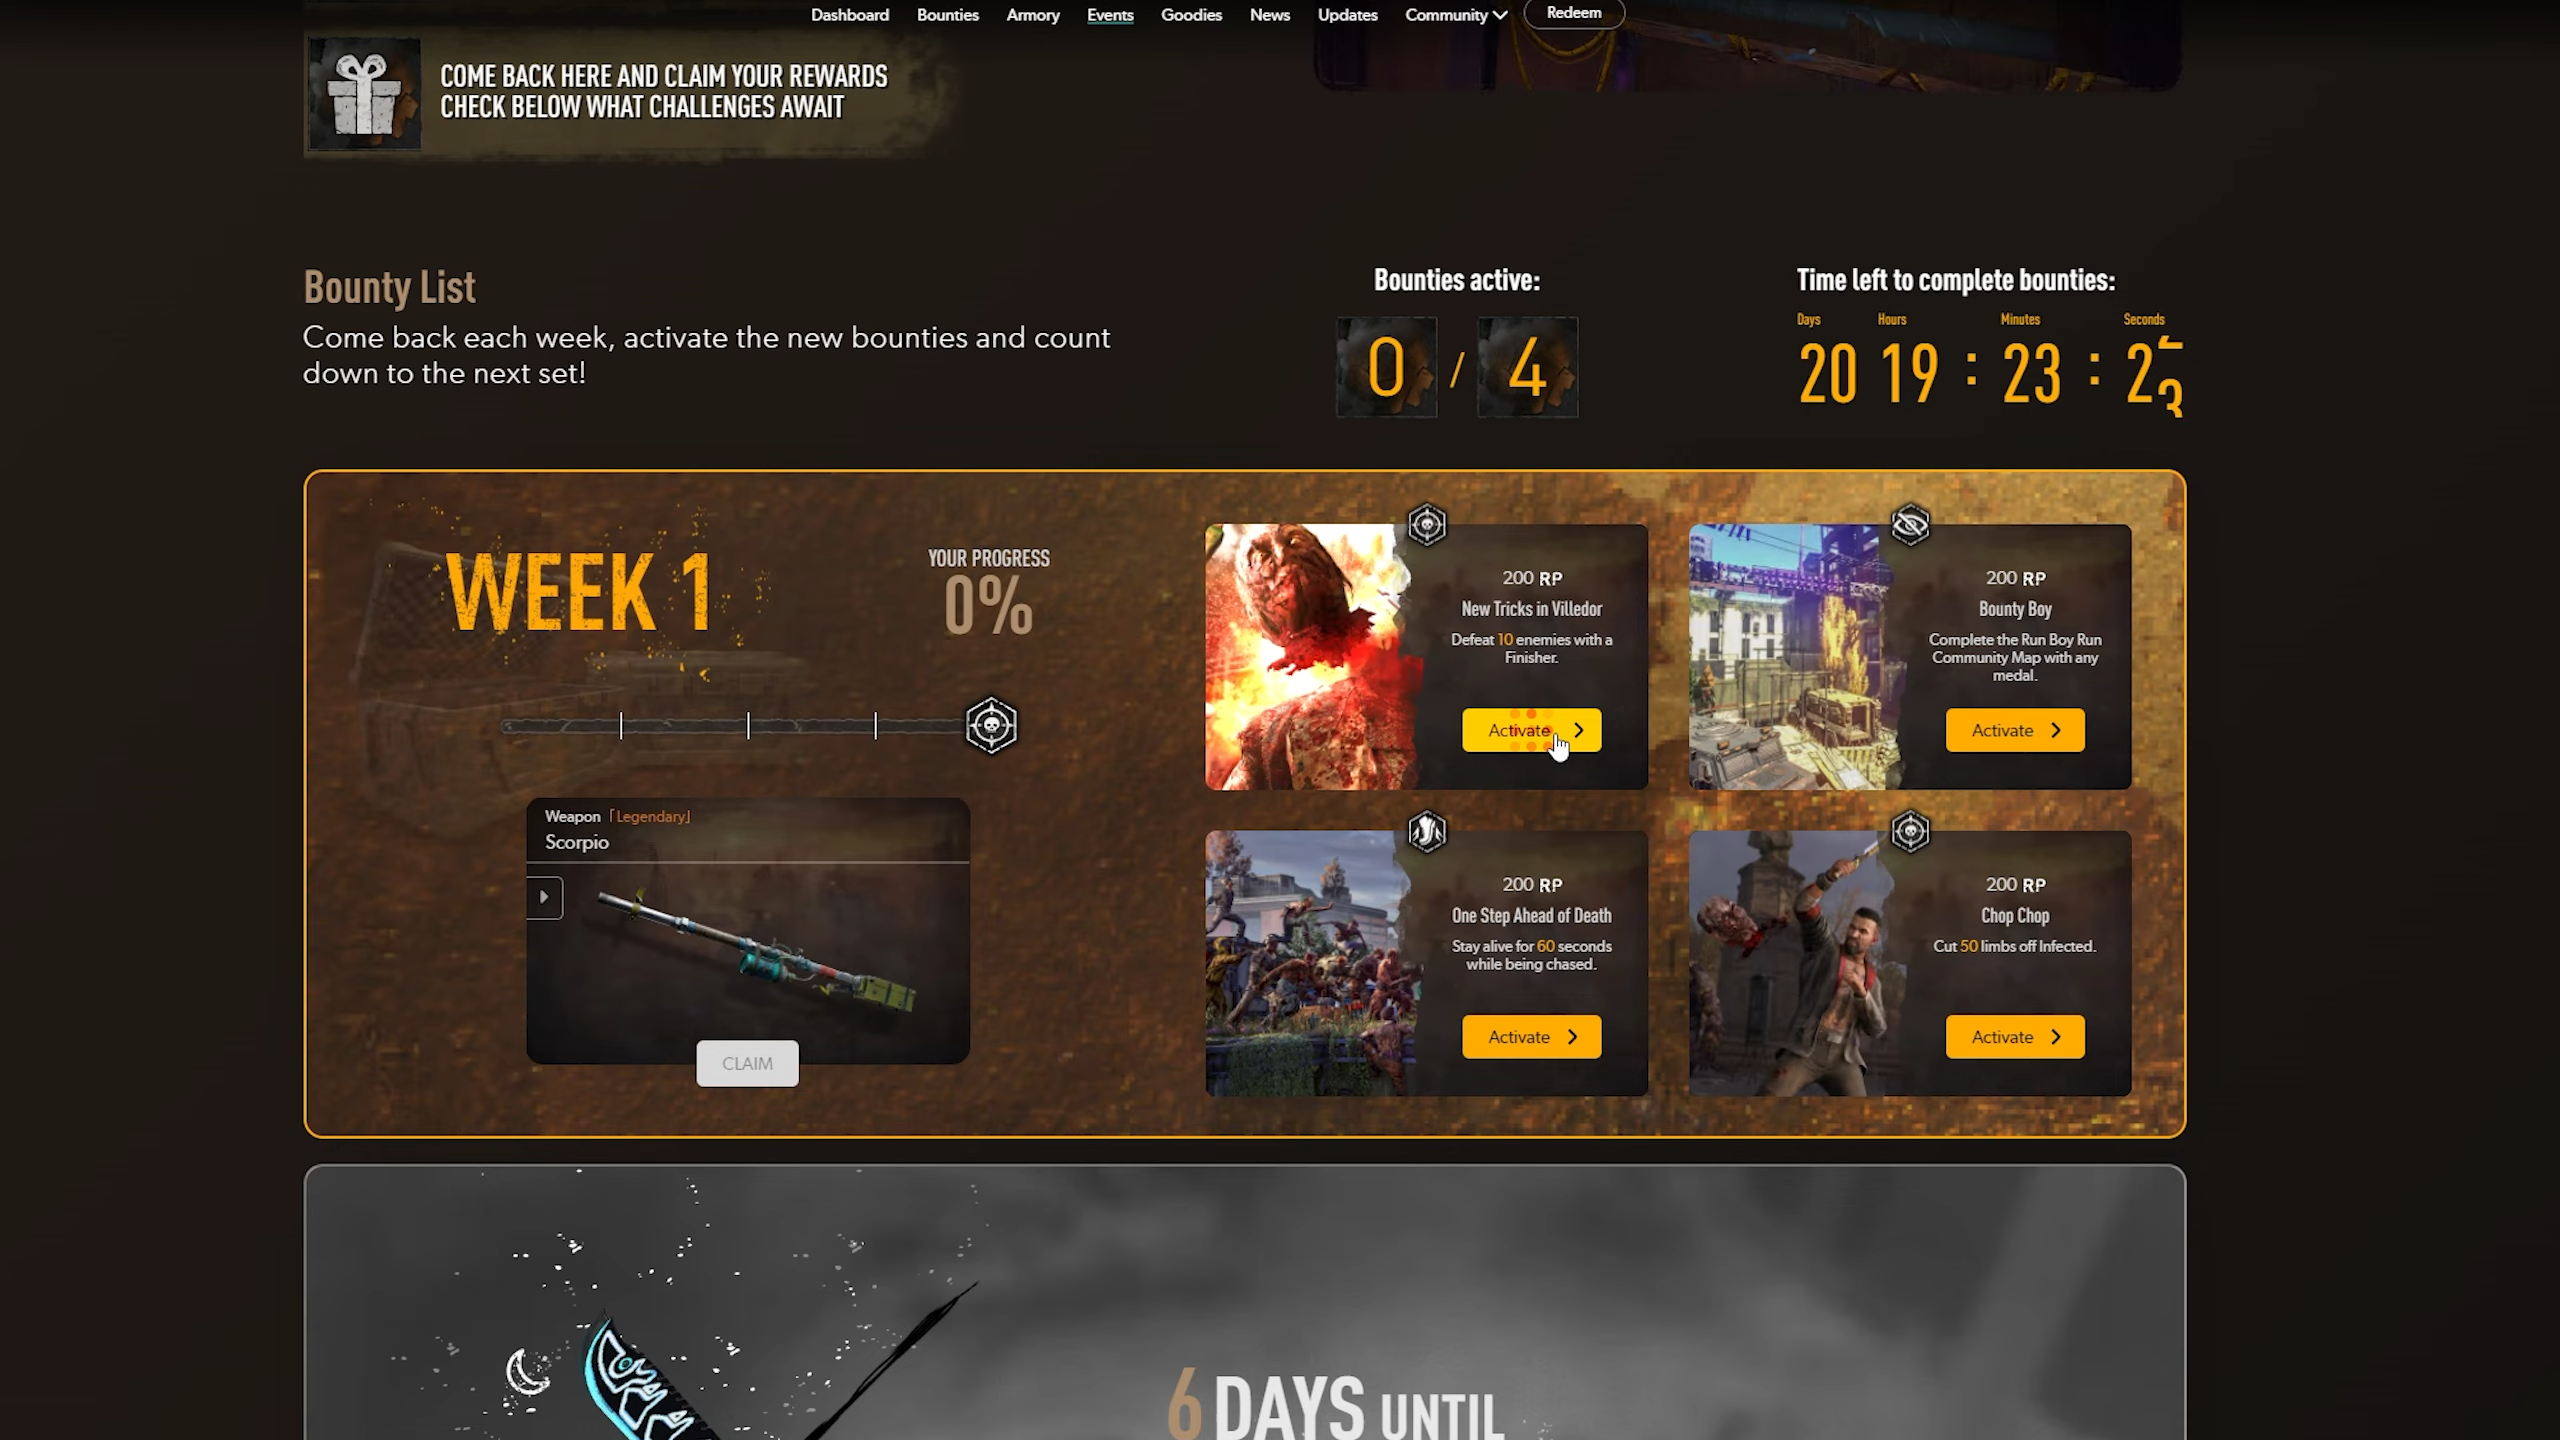 Dashboard Bounties Armory Events Goodies News Updates Community Redeem
COME BACK HERE AND CLAIM YOUR REWARDS
CHECK BELOW WHAT CHALLENGES AWAIT
Bounty List
Come back each week, activate the new bounties and count
down to the next set!
Bounties active:
0 / 4
Time left to complete bounties:
Days Hours Minutes Seconds
20 19 : 23 : 2
WEEK 1
YOUR PROGRESS
0%
Weapon「Legendary」
Scorpio
CLAIM
200 RP
New Tricks in Villedor
Defeat 10 enemies with a
Finisher.
Activate
200 RP
Bounty Boy
Complete the Run Boy Run
Community Map with any
medal.
Activate
200 RP
One Step Ahead of Death
Stay alive for 60 seconds
while being chased.
Activate
200 RP
Chop Chop
Cut 50 limbs off Infected.
Activate
6 DAYS UNTIL